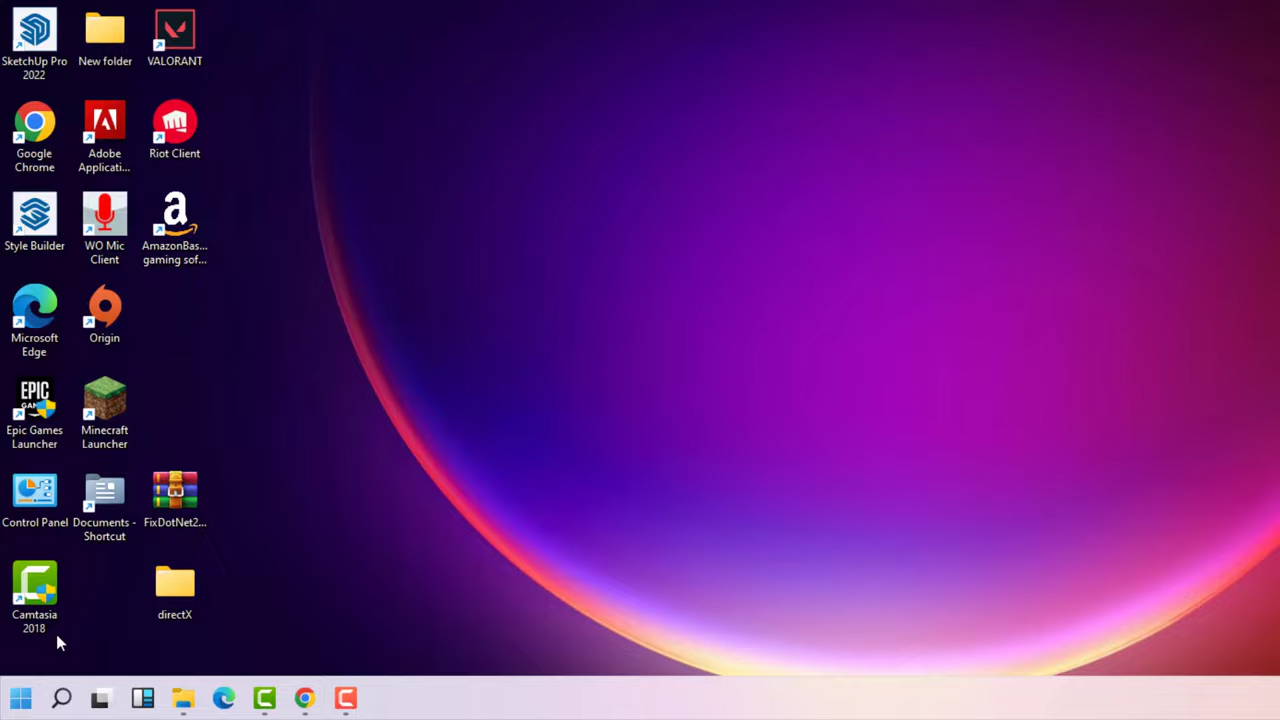 SketchUp Pro
2022
New folder
VALORANT
Google
Chrome
Adobe
Applicati...
Riot Client
Style Builder
WO Mic
Client
a
AmazonBas...
gaming sof...
Microsoft
Edge
Origin
EPIC
Epic Games
Launcher
Minecraft
Launcher
Control Panel
Documents -
Shortcut
FixDotNet2...
Camtasia
2018
directX